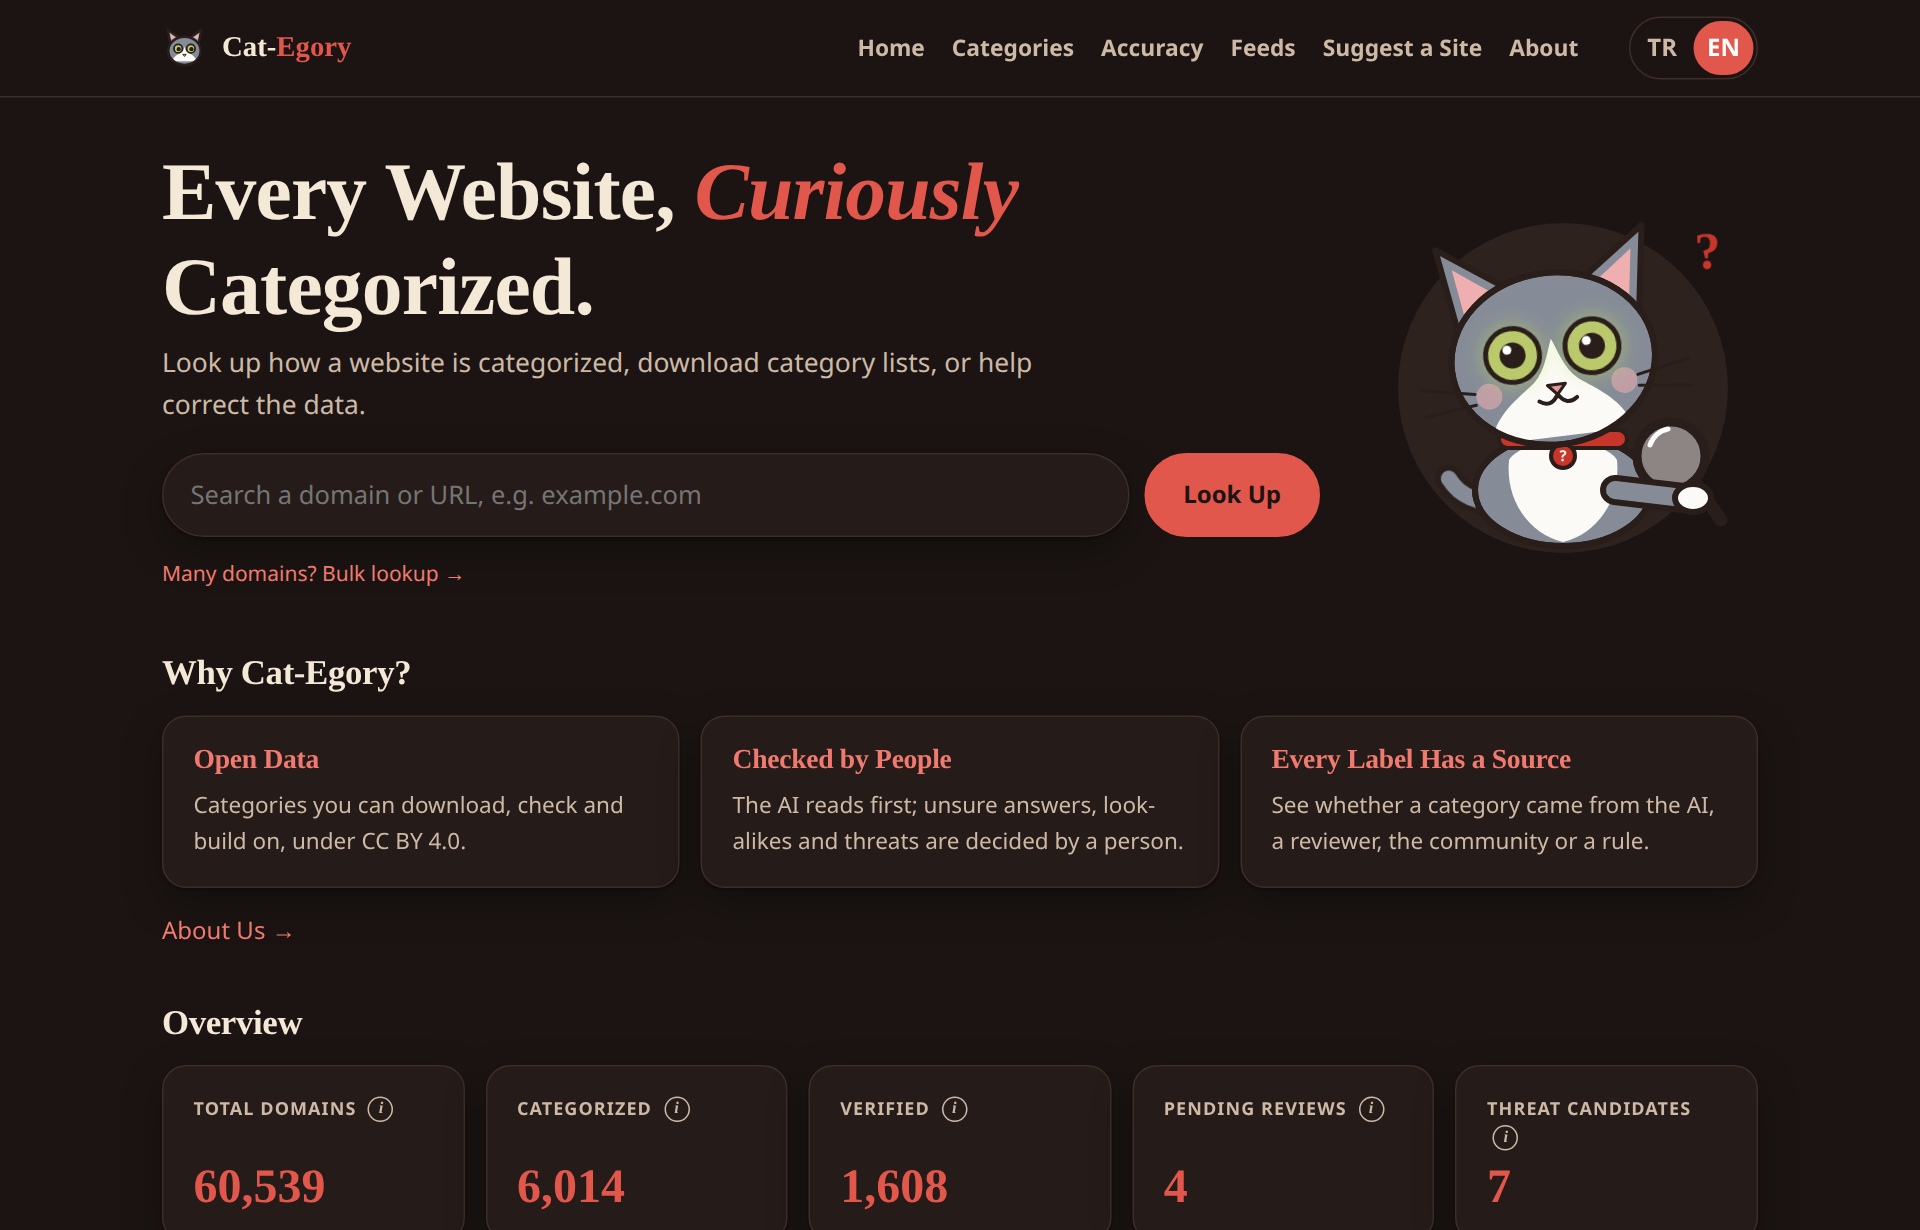 Cat-Egory
Home Categories Accuracy Feeds Suggest a Site About TR EN
Every Website, Curiously
Categorized.
?
Look up how a website is categorized, download category lists, or help
correct the data.
?
Search a domain or URL, e.g. example.com
Look Up
Many domains? Bulk lookup →
Why Cat-Egory?
Open Data
Categories you can download, check and
build on, under CC BY 4.0.
Checked by People
The AI reads first; unsure answers, look-
alikes and threats are decided by a person.
Every Label Has a Source
See whether a category came from the AI,
a reviewer, the community or a rule.
About Us →
Overview
TOTAL DOMAINS i
60,539
CATEGORIZED i
6,014
VERIFIED i
1,608
PENDING REVIEWS i
4
THREAT CANDIDATES
i
7